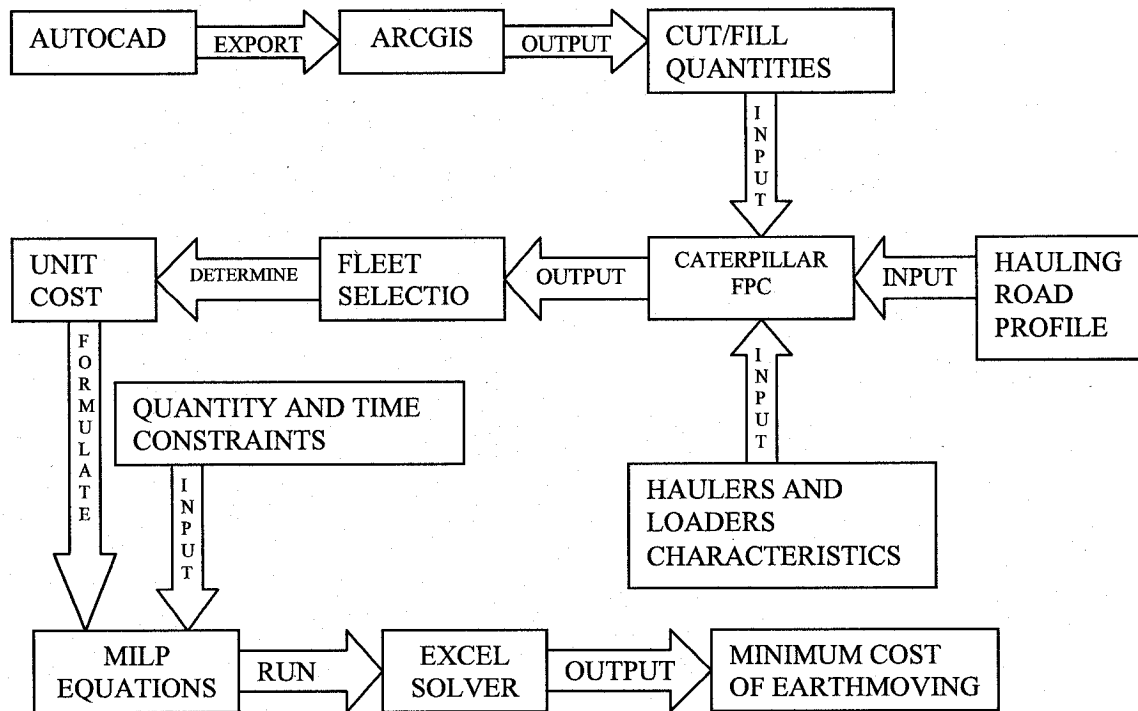 AUTOCAD
EXPORT
ARCGIS
OUTPUT
CUT/FILL
QUANTITIES
INPUT
UNIT
COST
DETERMINE
FLEET
SELECTIO
OUTPUT
CATERPILLAR
FPC
INPUT
HAULING
ROAD
PROFILE
FORMULATE
QUANTITY AND TIME
CONSTRAINTS
INPUT
INPUT
HAULERS AND
LOADERS
CHARACTERISTICS
MILP
EQUATIONS
RUN
EXCEL
SOLVER
OUTPUT
MINIMUM COST
OF EARTHMOVING